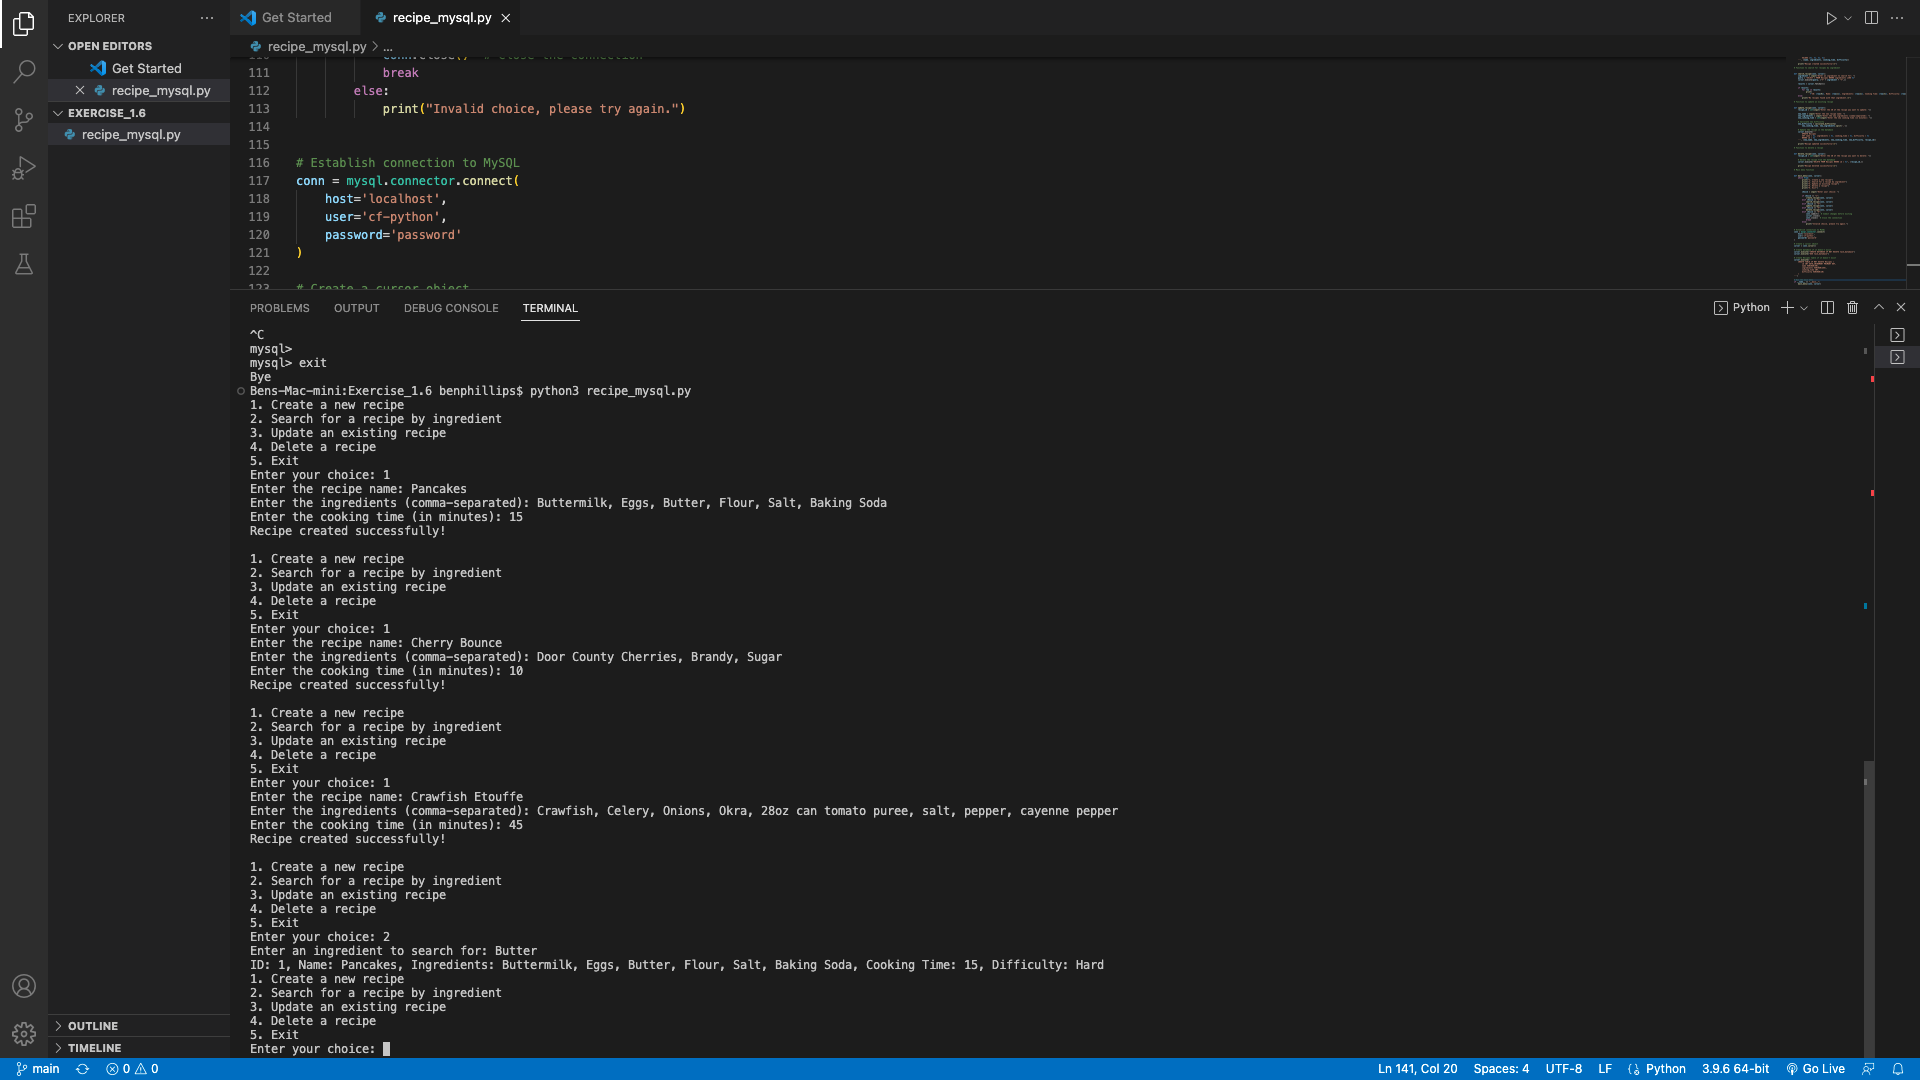 EXPLORER
OPEN EDITORS
Get Started
recipe_mysql.py
EXERCISE_1.6
recipe_mysql.py
OUTLINE
TIMELINE
Get Started
recipe_mysql.py
recipe_mysql.py > ...
111 break
112 else:
113 print("Invalid choice, please try again.")
114
115
116 # Establish connection to MySQL
117 conn = mysql.connector.connect(
118 host='localhost',
119 user='cf-python',
120 password='password'
121 )
122
123 # Create a cursor object
PROBLEMS OUTPUT DEBUG CONSOLE TERMINAL
Python
^C
mysql>
mysql> exit
Bye
Bens-Mac-mini:Exercise_1.6 benphillips$ python3 recipe_mysql.py
1. Create a new recipe
2. Search for a recipe by ingredient
3. Update an existing recipe
4. Delete a recipe
5. Exit
Enter your choice: 1
Enter the recipe name: Pancakes
Enter the ingredients (comma-separated): Buttermilk, Eggs, Butter, Flour, Salt, Baking Soda
Enter the cooking time (in minutes): 15
Recipe created successfully!
1. Create a new recipe
2. Search for a recipe by ingredient
3. Update an existing recipe
4. Delete a recipe
5. Exit
Enter your choice: 1
Enter the recipe name: Cherry Bounce
Enter the ingredients (comma-separated): Door County Cherries, Brandy, Sugar
Enter the cooking time (in minutes): 10
Recipe created successfully!
1. Create a new recipe
2. Search for a recipe by ingredient
3. Update an existing recipe
4. Delete a recipe
5. Exit
Enter your choice: 1
Enter the recipe name: Crawfish Etouffe
Enter the ingredients (comma-separated): Crawfish, Celery, Onions, Okra, 28oz can tomato puree, salt, pepper, cayenne pepper
Enter the cooking time (in minutes): 45
Recipe created successfully!
1. Create a new recipe
2. Search for a recipe by ingredient
3. Update an existing recipe
4. Delete a recipe
5. Exit
Enter your choice: 2
Enter an ingredient to search for: Butter
ID: 1, Name: Pancakes, Ingredients: Buttermilk, Eggs, Butter, Flour, Salt, Baking Soda, Cooking Time: 15, Difficulty: Hard
1. Create a new recipe
2. Search for a recipe by ingredient
3. Update an existing recipe
4. Delete a recipe
5. Exit
Enter your choice:
main 0 0 Ln 141, Col 20 Spaces: 4 UTF-8 LF Python 3.9.6 64-bit Go Live